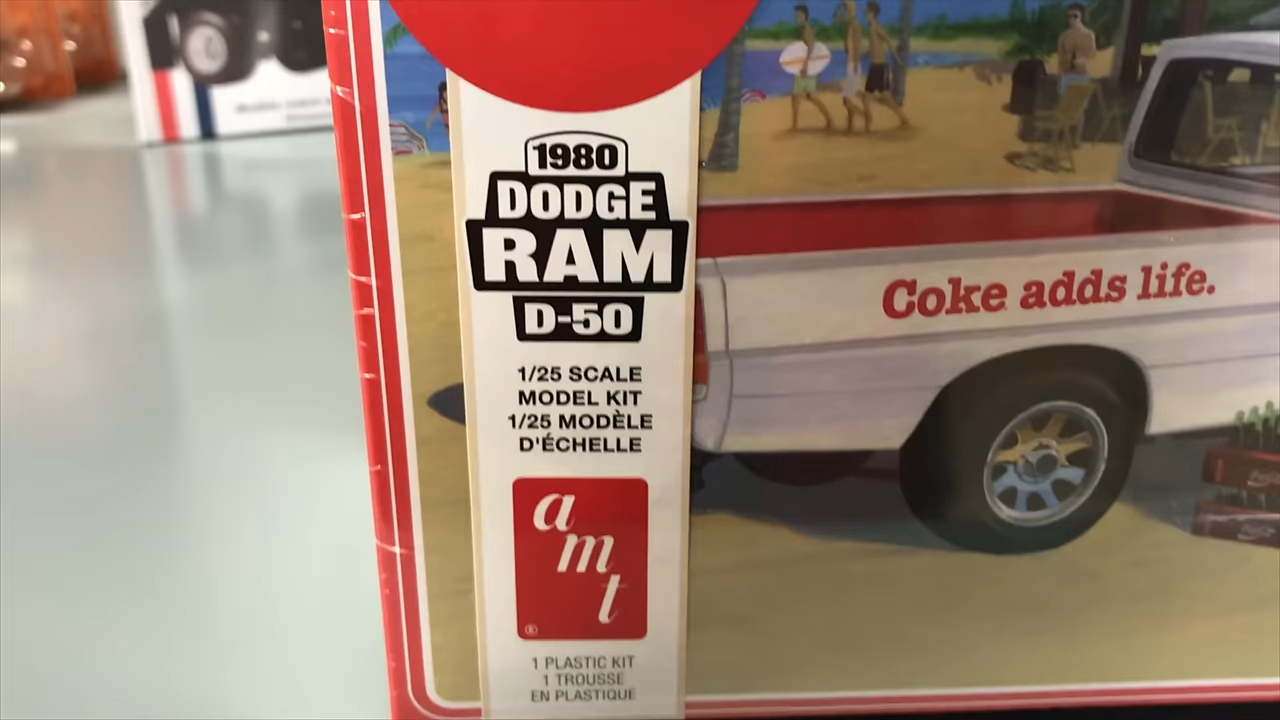 1980
DODGE
RAM
D-50
1/25 SCALE
MODEL KIT
1/25 MODÈLE
D'ÉCHELLE
amt
®
1 PLASTIC KIT
1 TROUSSE
EN PLASTIQUE
Coke adds life.